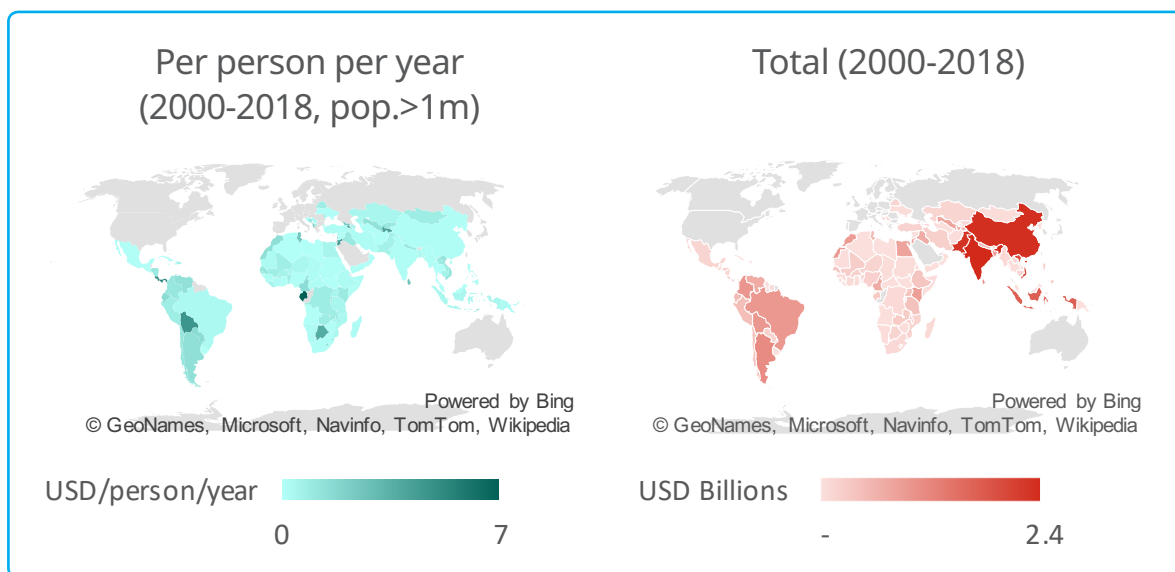 Per person per year
(2000-2018, pop.>1m)
Powered by Bing
© GeoNames, Microsoft, Navinfo, TomTom, Wikipedia
USD/person/year
0
7
Total (2000-2018)
Powered by Bing
© GeoNames, Microsoft, Navinfo, TomTom, Wikipedia
USD Billions
-
2.4